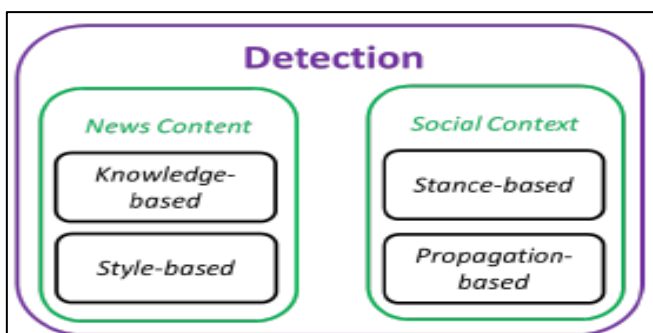 Detection
News Content
Knowledge-
based
Style-based
Social Context
Stance-based
Propagation-
based